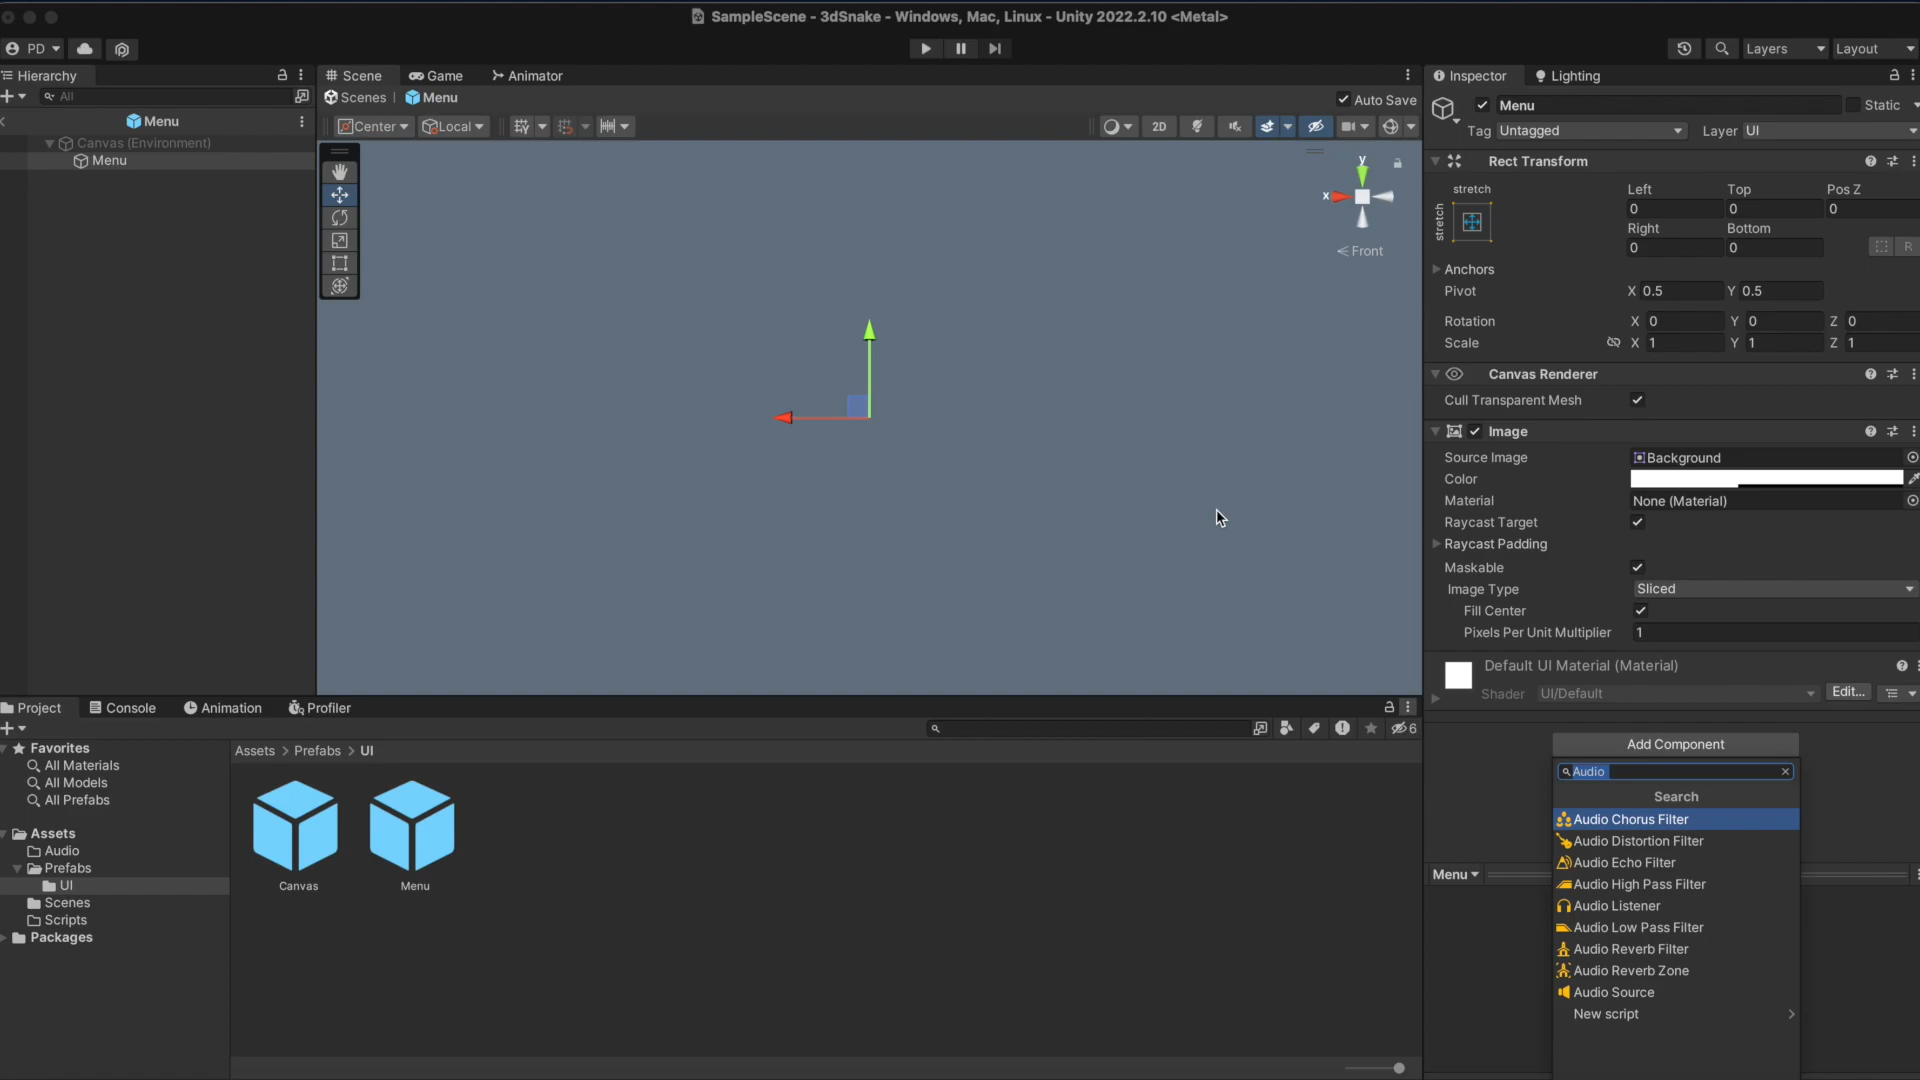 SampleScene - 3dSnake - Windows, Mac, Linux - Unity 2022.2.10 <Metal>
PD
Layers
Layout
Hierarchy
All
Menu
Canvas (Environment)
Menu
Scene
Game
Animator
Scenes | Menu
Auto Save
Center
Local
2D
y
x
Front
Inspector
Lighting
Menu
Static
Tag Untagged
Layer UI
Rect Transform
stretch
stretch
Left Top Pos Z
0 0 0
Right Bottom
0 0
R
Anchors
Pivot X 0.5 Y 0.5
Rotation X 0 Y 0 Z 0
Scale X 1 Y 1 Z 1
Canvas Renderer
Cull Transparent Mesh
Image
Source Image Background
Color
Material None (Material)
Raycast Target
Raycast Padding
Maskable
Image Type Sliced
Fill Center
Pixels Per Unit Multiplier 1
Default UI Material (Material)
Shader UI/Default Edit...
Add Component
Audio
Search
Audio Chorus Filter
Audio Distortion Filter
Audio Echo Filter
Audio High Pass Filter
Audio Listener
Audio Low Pass Filter
Audio Reverb Filter
Audio Reverb Zone
Audio Source
New script
Menu
Project
Console
Animation
Profiler
6
Favorites
All Materials
All Models
All Prefabs
Assets
Audio
Prefabs
UI
Scenes
Scripts
Packages
Assets > Prefabs > UI
Canvas
Menu